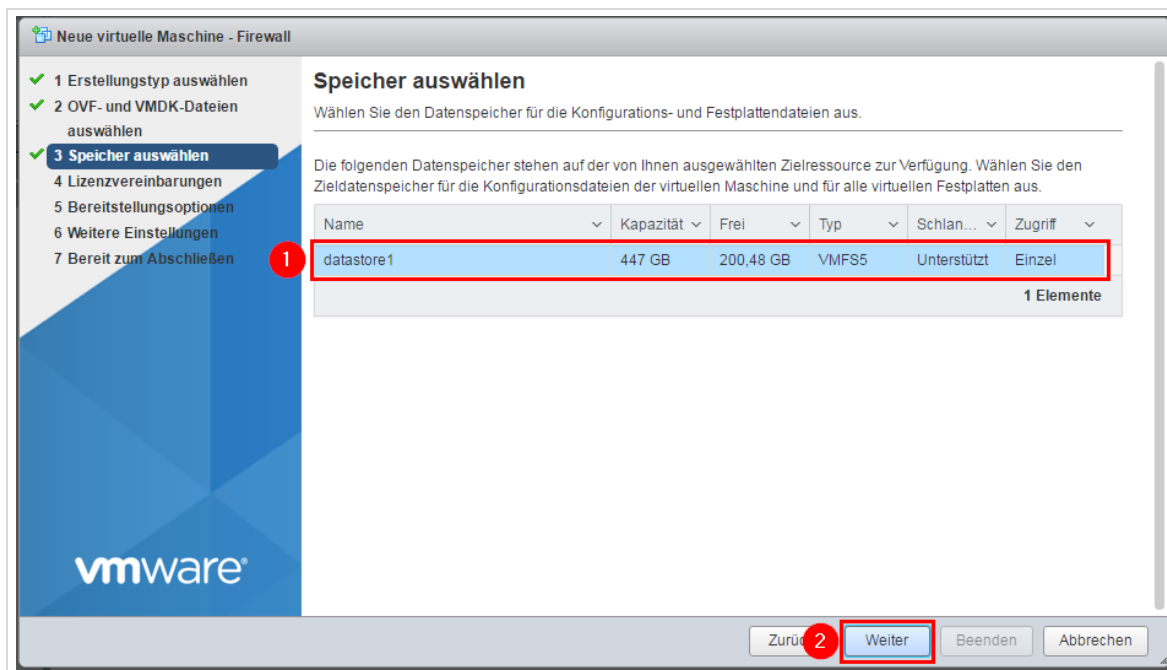 Neue virtuelle Maschine - Firewall
1 Erstellungstyp auswählen
2 OVF- und VMDK-Dateien
auswählen
3 Speicher auswählen
4 Lizenzvereinbarungen
5 Bereitstellungsoptionen
6 Weitere Einstellungen
7 Bereit zum Abschließen
vmware®
Speicher auswählen
Wählen Sie den Datenspeicher für die Konfigurations- und Festplattendateien aus.
Die folgenden Datenspeicher stehen auf der von Ihnen ausgewählten Zielressource zur Verfügung. Wählen Sie den
Zieldatenspeicher für die Konfigurationsdateien der virtuellen Maschine und für alle virtuellen Festplatten aus.
Name Kapazität Frei Typ Schlan... Zugriff
1 datastore1 447 GB 200,48 GB VMFS5 Unterstützt Einzel
1 Elemente
Zurüc 2 Weiter Beenden Abbrechen